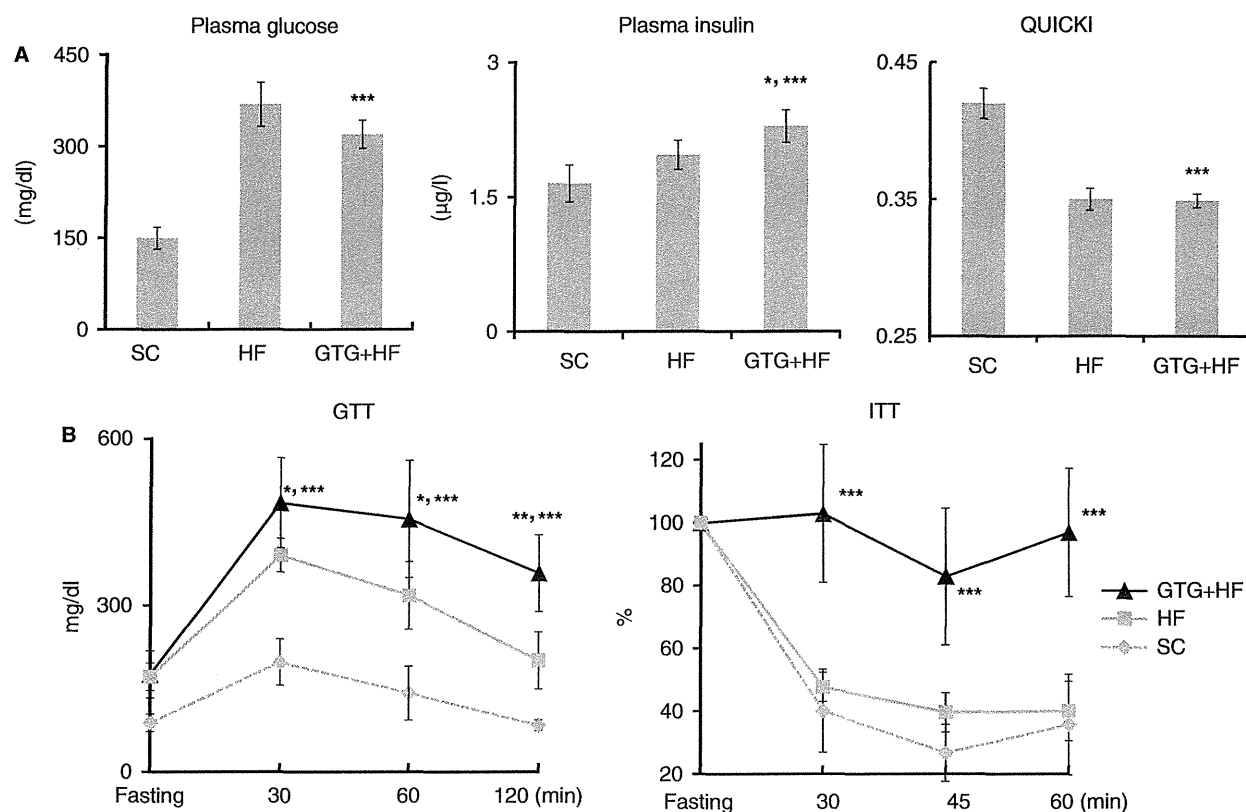 A
Plasma glucose
(mg/dl)
450
300
150
0
***
SC HF GTG+HF
Plasma insulin
(µg/l)
3
1.5
0
*, ***
SC HF GTG+HF
QUICKI
0.45
0.35
0.25
***
SC HF GTG+HF
B
GTT
mg/dl
600
300
0
*, ***
*, ***
**, ***
Fasting 30 60 120 (min)
ITT
%
120
100
80
60
40
20
***
***
***
Fasting 30 45 60 (min)
GTG+HF
HF
SC